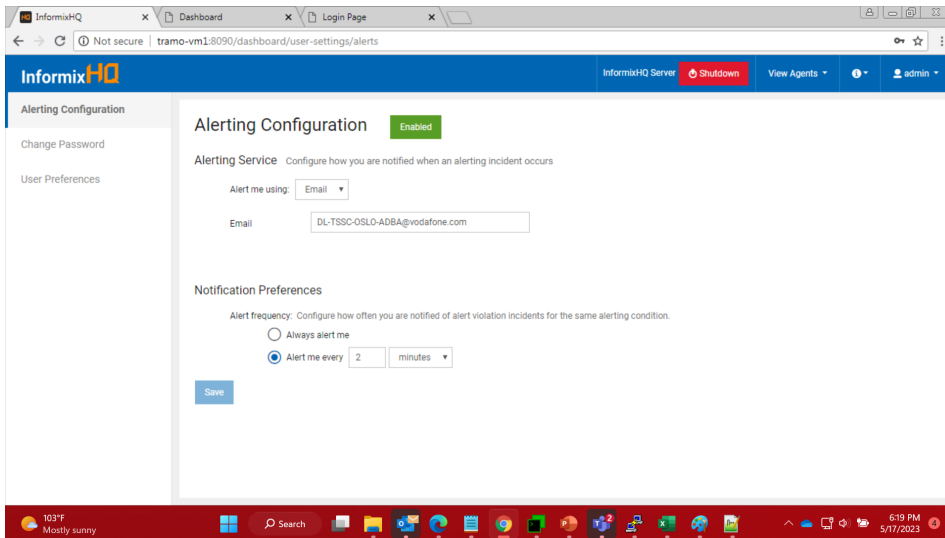 InformixHQ
Dashboard
Login Page
Not secure | tramo-vm1:8090/dashboard/user-settings/alerts
InformixHQ
InformixHQ Server
Shutdown
View Agents
admin
Alerting Configuration
Change Password
User Preferences
Alerting Configuration
Enabled
Alerting Service Configure how you are notified when an alerting incident occurs
Alert me using: Email
Email DL-TSSC-OSLO-ADBA@vodafone.com
Notification Preferences
Alert frequency: Configure how often you are notified of alert violation incidents for the same alerting condition.
Always alert me
Alert me every 2 minutes
Save
103°F
Mostly sunny
Search
2
6:19 PM
5/17/2023
4